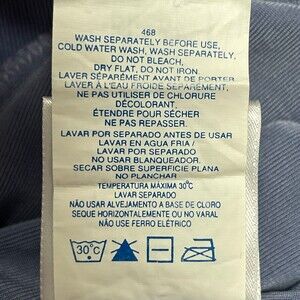 468
WASH SEPARATELY BEFORE USE,
COLD WATER WASH, WASH SEPARATELY,
DO NOT BLEACH,
DRY FLAT, DO NOT IRON
LAVER SÉPARÉMENT AVANT DE PORTER
LAVER À L'EAU FROIDE SÉPAREMENT.
NE PAS UTILISER DE CHLORURE
DÉCOLORANT.
ÉTENDRE POUR SÉCHER
NE PAS REPASSER.
LAVAR POR SEPARADO ANTES DE USAR
LAVAR EN AGUA FRIA /
LAVAR POR SEPARADO
NO USAR BLANQUEADOR.
SECAR SOBRE SUPERFICIE PLANA
NO PLANCHAR
TEMPERATURA MÁXIMA 30°C
LAVAR SEPARADO
NÃO USAR ALVEJAMENTO A BASE DE CLORO
SEQUE HORIZONTALMENTE OU NO VARAL
NÃO USE FERRO ELÉTRICO
30°C